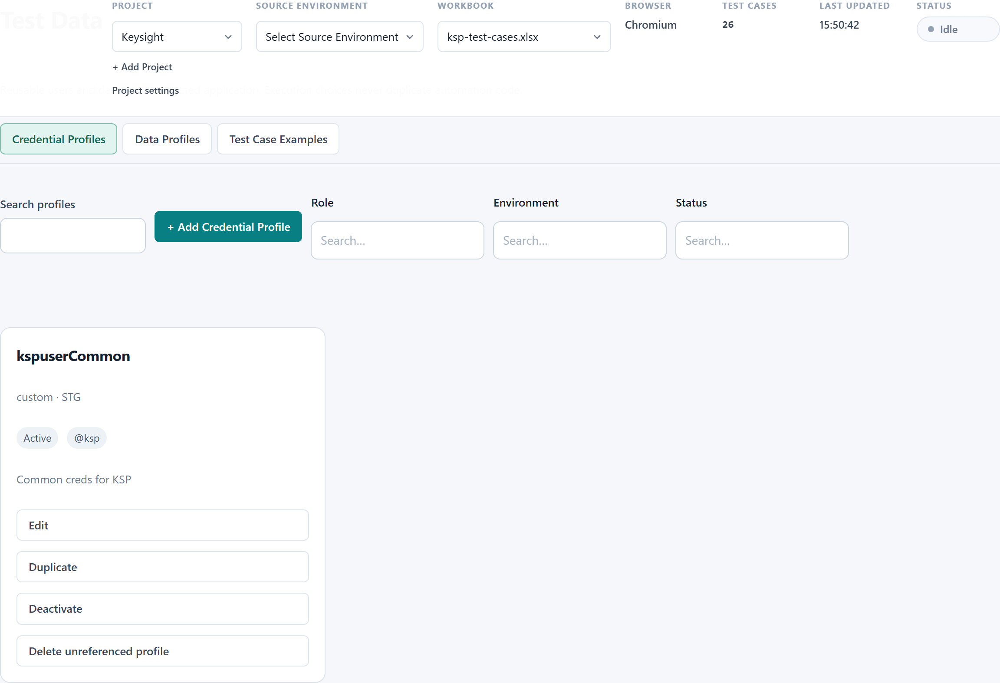 Test Data
PROJECT
SOURCE ENVIRONMENT
WORKBOOK
BROWSER
TEST CASES
LAST UPDATED
STATUS
Keysight
Select Source Environment
ksp-test-cases.xlsx
Chromium
26
15:50:42
Idle
+ Add Project
Reusable users and
application. Execution choices never duplicate automation code.
Project settings
Credential Profiles
Data Profiles
Test Case Examples
Search profiles
+ Add Credential Profile
Role
Search...
Environment
Search...
Status
Search...
kspuserCommon
custom · STG
Active
@ksp
Common creds for KSP
Edit
Duplicate
Deactivate
Delete unreferenced profile